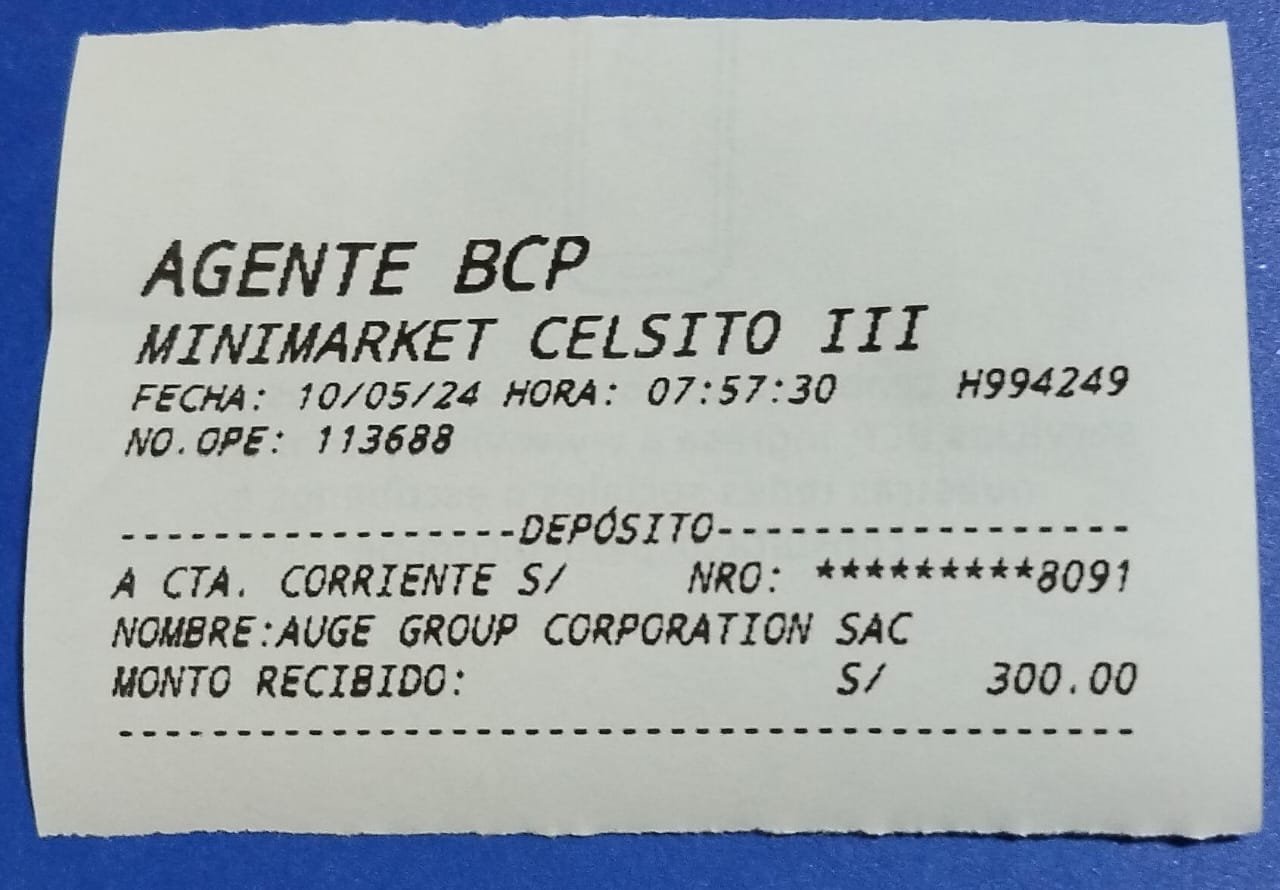 AGENTE BCP
MINIMARKET CELSITO III
FECHA: 10/05/24 HORA: 07:57:30 H994249
NO.OPE: 113688
-----------------DEPÓSITO------------------
A CTA. CORRIENTE S/ NRO: *********8091
NOMBRE:AUGE GROUP CORPORATION SAC
MONTO RECIBIDO: S/ 300.00
-------------------------------------------